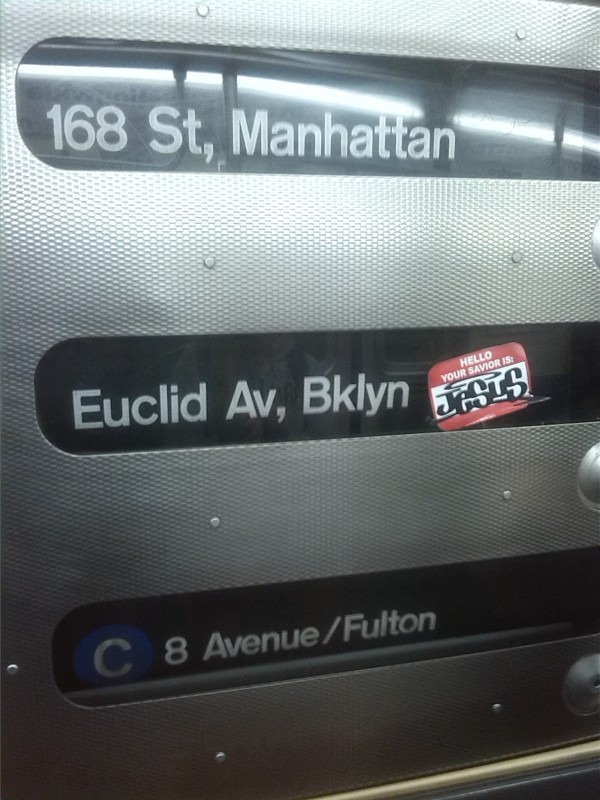 168 St, Manhattan
Euclid Av, Bklyn
HELLO
YOUR SAVIOR IS:
JESUS
C 8 Avenue/Fulton